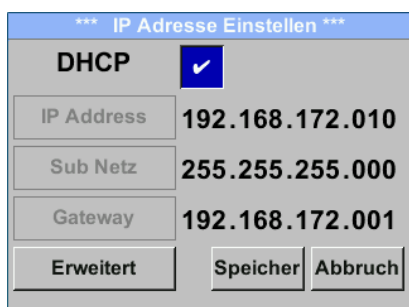 *** IP Adresse Einstellen ***
DHCP ✔
IP Address 192.168.172.010
Sub Netz 255.255.255.000
Gateway 192.168.172.001
Erweitert Speicher Abbruch